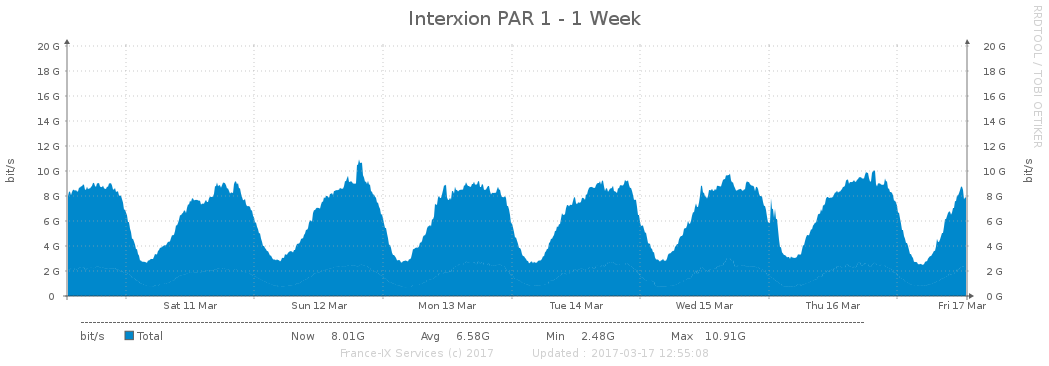 Interxion PAR 1 - 1 Week
RRDTOOL / TOBI OETIKER
bit/s
20 G 20 G
18 G 18 G
16 G 16 G
14 G 14 G
12 G 12 G
10 G 10 G
8 G 8 G
6 G 6 G
4 G 4 G
2 G 2 G
0 0 G
bit/s
Sat 11 Mar Sun 12 Mar Mon 13 Mar Tue 14 Mar Wed 15 Mar Thu 16 Mar Fri 17 Mar
bit/s Total Now 8.01G Avg 6.58G Min 2.48G Max 10.91G
France-IX Services (c) 2017 Updated : 2017-03-17 12:55:08